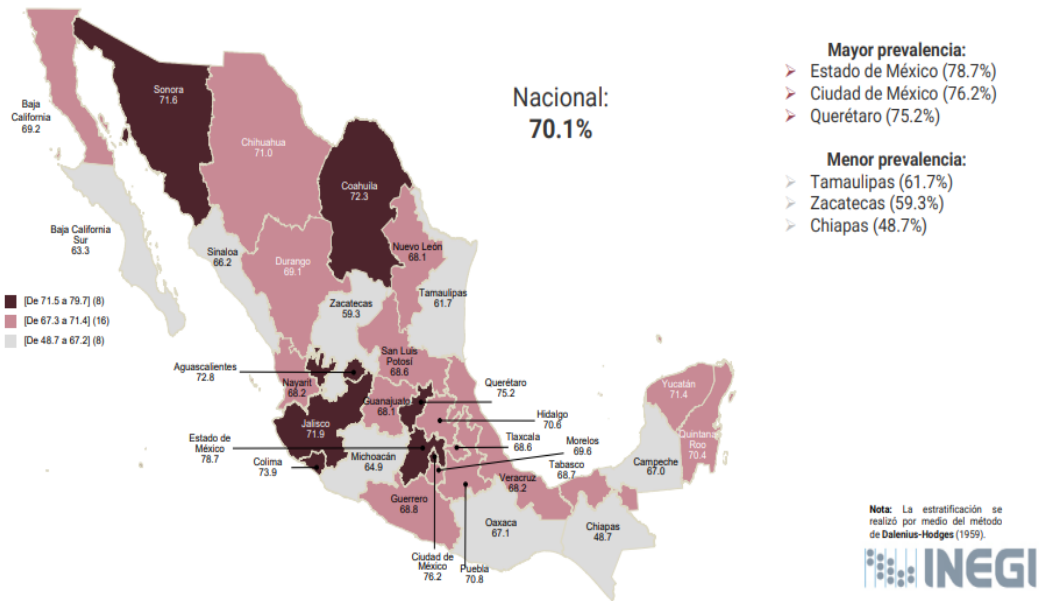 Nacional:
70.1%
Mayor prevalencia:
Estado de México (78.7%)
Ciudad de México (76.2%)
Querétaro (75.2%)
Menor prevalencia:
Tamaulipas (61.7%)
Zacatecas (59.3%)
Chiapas (48.7%)
Baja
California
69.2
Sonora
71.6
Chihuahua
71.0
Coahuila
72.3
Baja California
Sur
63.3
Sinaloa
66.2
Durango
69.1
Nuevo León
68.1
Tamaulipas
61.7
Zacatecas
59.3
[De 71.5 a 79.7] (8)
[De 67.3 a 71.4] (16)
[De 48.7 a 67.2] (8)
San Luis
Potosí
68.6
Aguascalientes
72.8
Nayarit
68.2
Guanajuato
68.1
Querétaro
75.2
Hidalgo
70.6
Jalisco
71.9
Estado de
México
78.7
Tlaxcala
68.6
Morelos
69.6
Colima
73.9
Michoacán
64.9
Tabasco
68.7
Veracruz
68.2
Campeche
67.0
Yucatán
71.4
Quintana
Roo
70.4
Guerrero
68.8
Oaxaca
67.1
Chiapas
48.7
Ciudad de
México
76.2
Puebla
70.8
Nota: La estratificación se
realizó por medio del método
de Dalenius-Hodges (1959).
INEGI